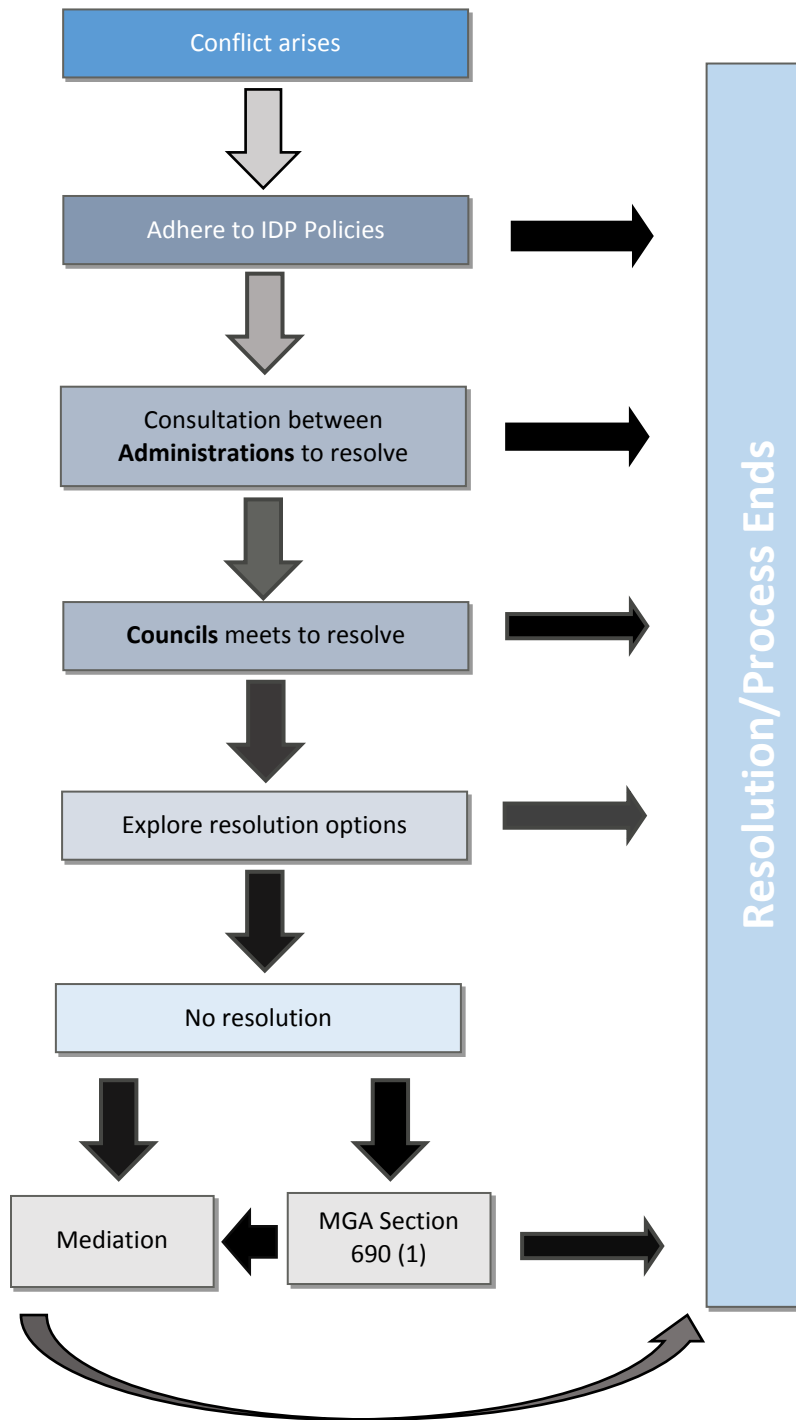 Conflict arises
Adhere to IDP Policies
Consultation between
Administrations to resolve
Councils meets to resolve
Explore resolution options
No resolution
Mediation
MGA Section
690 (1)
Resolution/Process Ends